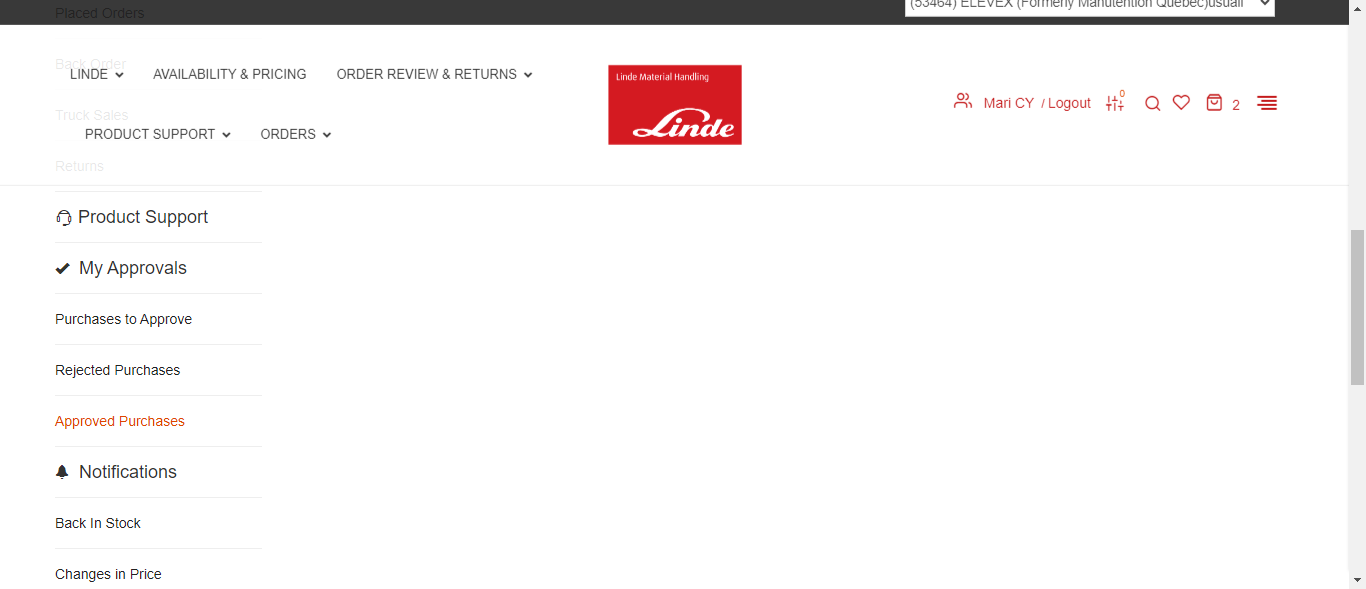 Placed Orders
(53464) ELEVEX (Formerly Manutention Quebec)usuall
Back Order
LINDE
AVAILABILITY & PRICING
ORDER REVIEW & RETURNS
Linde Material Handling
Linde
Mari CY / Logout
0
2
Truck Sales
PRODUCT SUPPORT
ORDERS
Returns
Product Support
My Approvals
Purchases to Approve
Rejected Purchases
Approved Purchases
Notifications
Back In Stock
Changes in Price